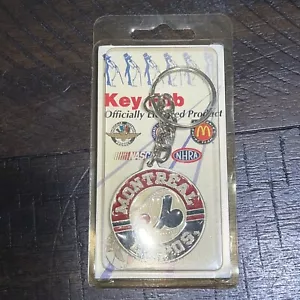 Key Fob
Officially Licensed Product
NASCAR
NHRA
MONTREAL
EXPOS